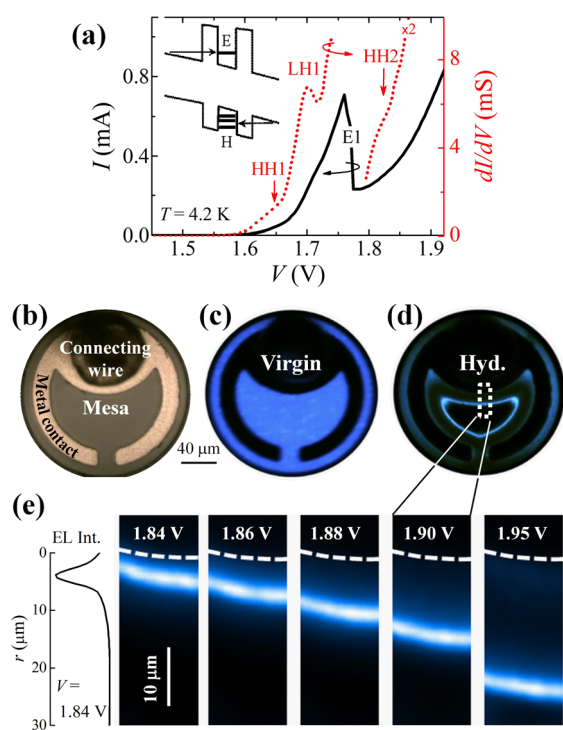 (a)
E
H
T = 4.2 K
HH1
LH1
HH2
x2
E1
I (mA)
0.8
0.4
0.0
dI/dV (mS)
8
4
0
1.5
1.6
1.7
1.8
1.9
V (V)
(b)
Connecting
wire
Metal contact
Mesa
40 μm
(c)
Virgin
(d)
Hyd.
(e)
EL Int.
0
10
20
30
r (μm)
V =
1.84 V
1.84 V
10 μm
1.86 V
1.88 V
1.90 V
1.95 V